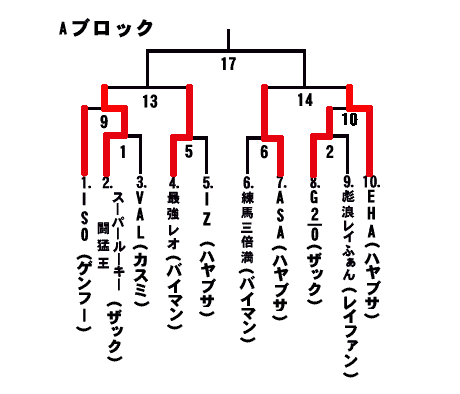 Aブロック
17
13
14
9
10
1
5
6
2
1.
ISO(ゲンフー)
2.
スーパールーキー
闘猛王(ザック)
3.
VAL(カスミ)
4.
最強レオ(バイマン)
5.
IZ(ハヤブサ)
6.
練馬三倍満(バイマン)
7.
ASA(ハヤブサ)
8.
G2/0(ザック)
9.
彪浪レイふぁん(レイファン)
10.
EHA(ハヤブサ)